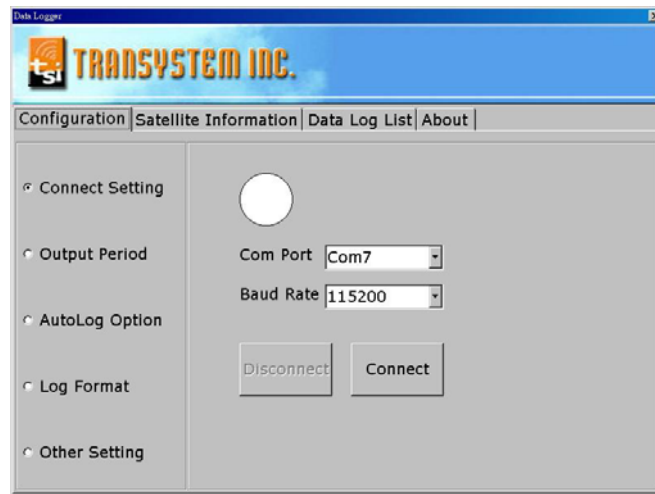 Data Logger
tsi TRANSYSTEM INC.
Configuration Satellite Information Data Log List About
Connect Setting
Output Period
AutoLog Option
Log Format
Other Setting
Com Port Com7
Baud Rate 115200
Disconnect Connect